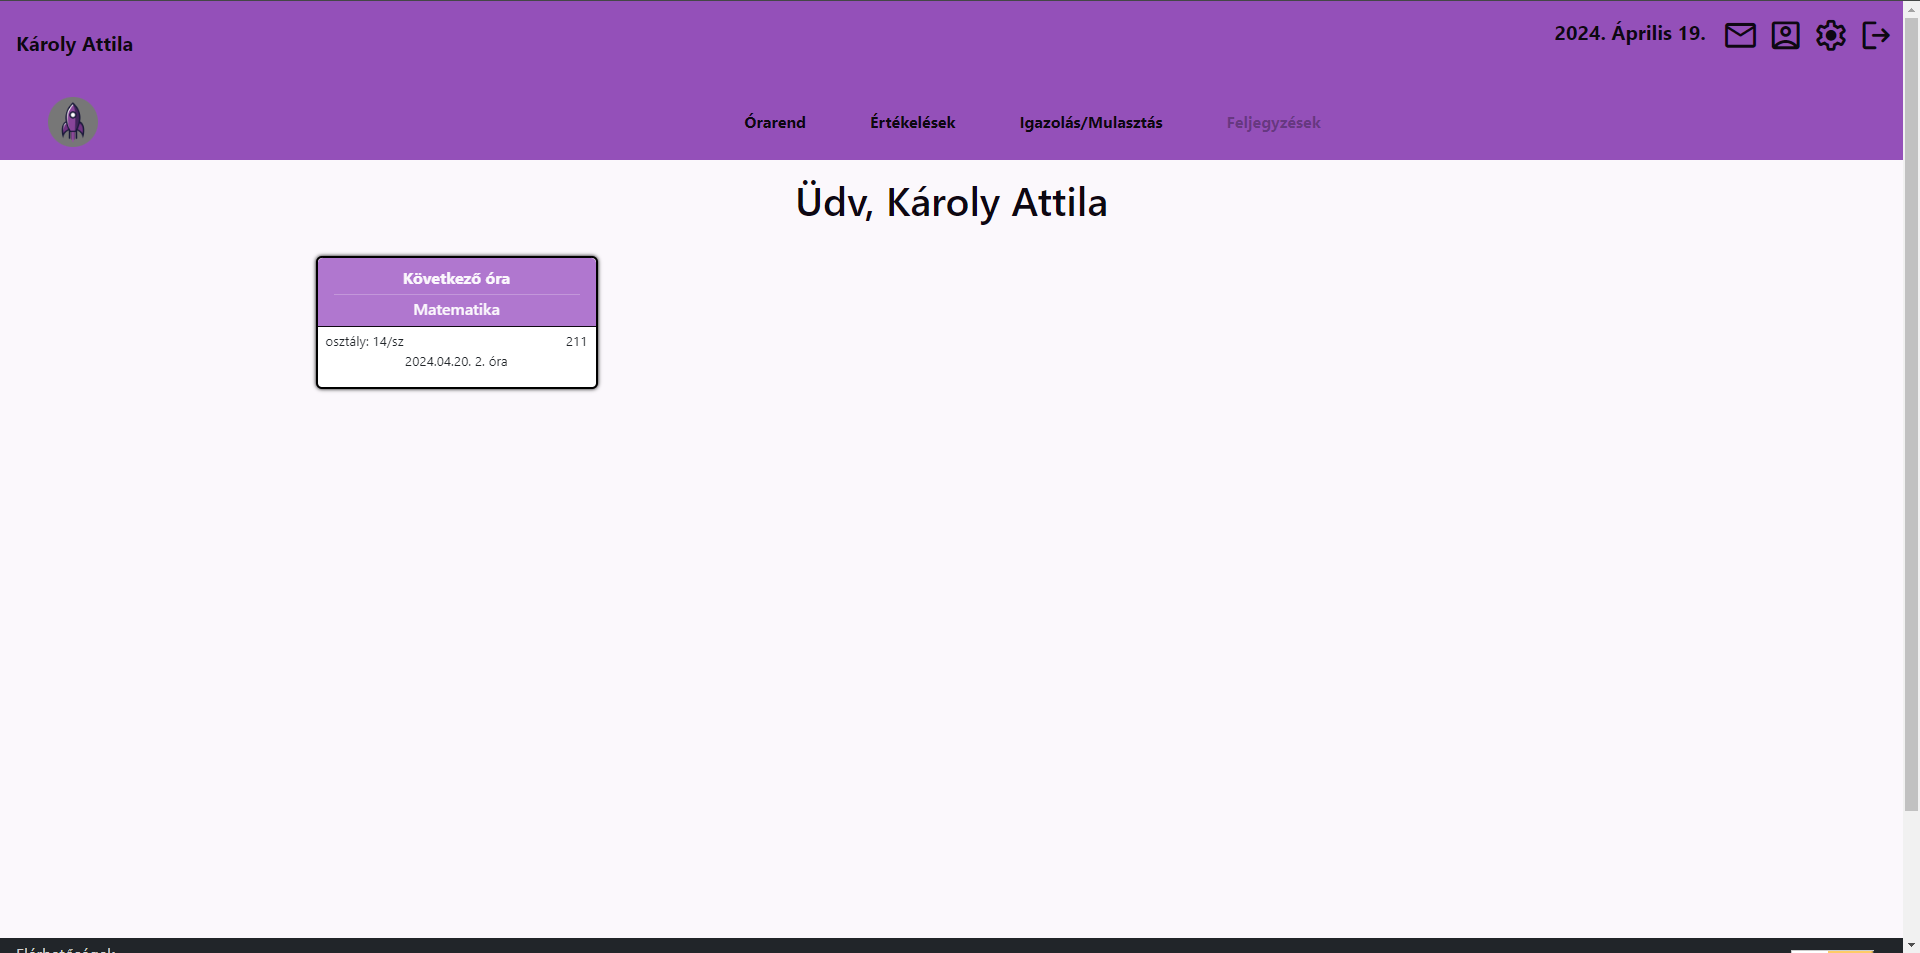 Károly Attila
2024. Április 19.
Órarend
Értékelések
Igazolás/Mulasztás
Feljegyzések
Üdv, Károly Attila
Következő óra
Matematika
osztály: 14/sz
211
2024.04.20. 2. óra
Elérhetőségek